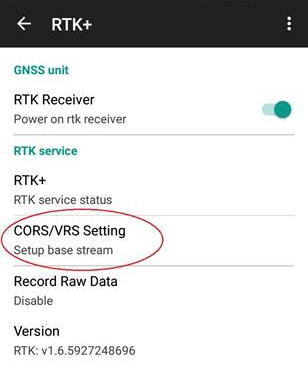 RTK+
GNSS unit
RTK Receiver
Power on rtk receiver
RTK service
RTK+
RTK service status
CORS/VRS Setting
Setup base stream
Record Raw Data
Disable
Version
RTK: v1.6.5927248696